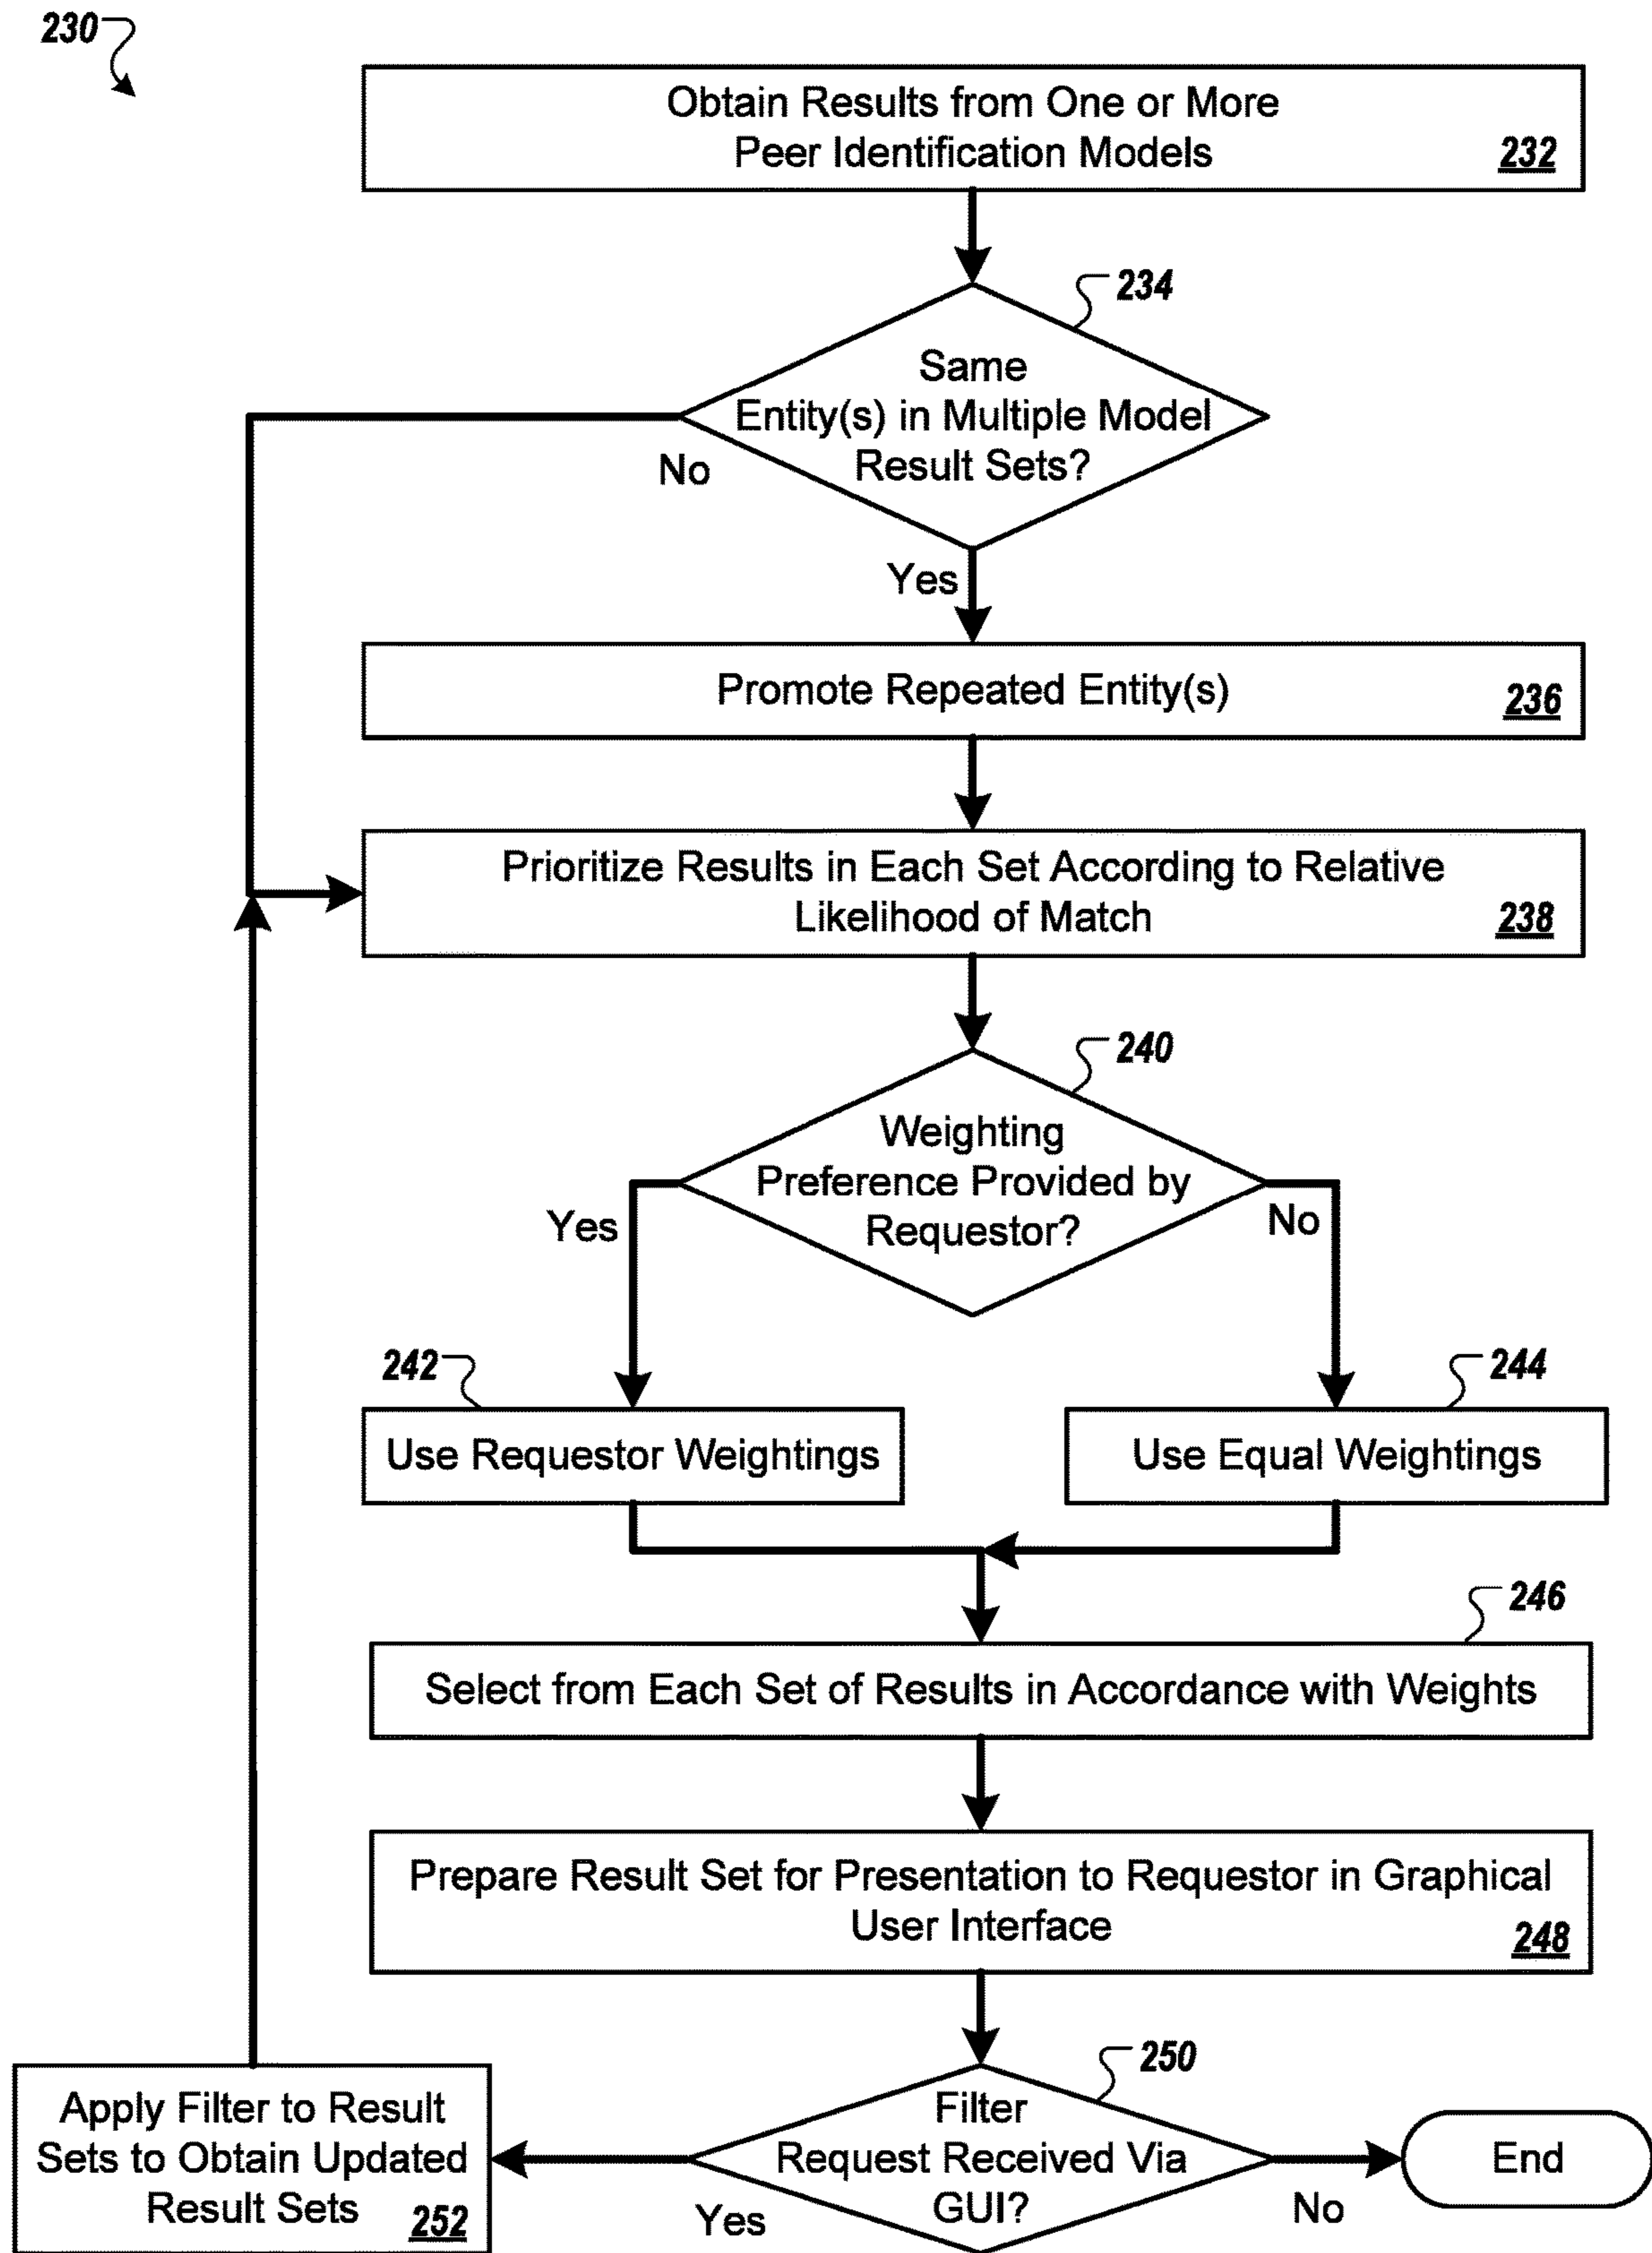 230
Obtain Results from One or More
Peer Identification Models
232
234
Same
Entity(s) in Multiple Model
Result Sets?
No
Yes
Promote Repeated Entity(s)
236
Prioritize Results in Each Set According to Relative
Likelihood of Match
238
240
Weighting
Preference Provided by
Requestor?
Yes
No
242
244
Use Requestor Weightings
Use Equal Weightings
246
Select from Each Set of Results in Accordance with Weights
Prepare Result Set for Presentation to Requestor in Graphical
User Interface
248
250
Filter
Request Received Via
GUI?
Yes
No
Apply Filter to Result
Sets to Obtain Updated
Result Sets
252
End